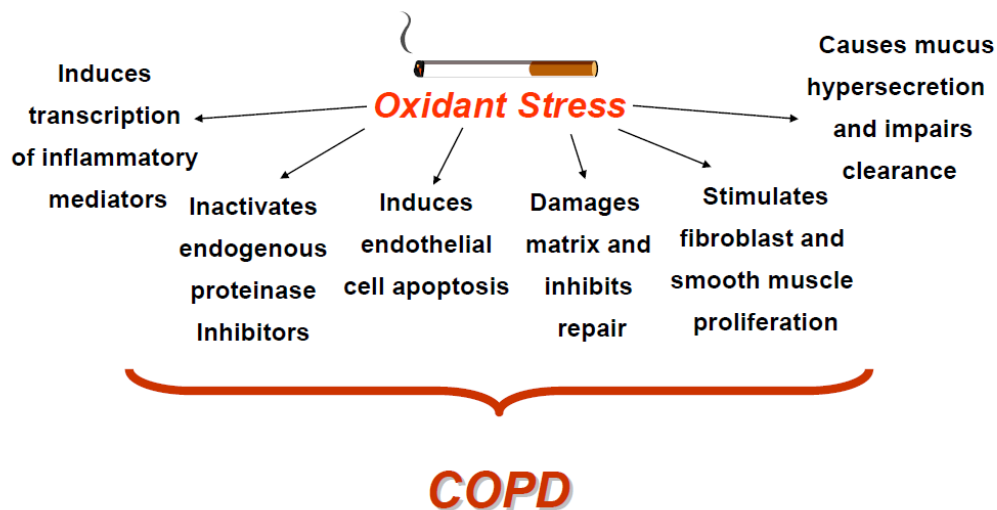 Oxidant Stress
Induces
transcription
of inflammatory
mediators
Inactivates
endogenous
proteinase
Inhibitors
Induces
endothelial
cell apoptosis
Damages
matrix and
inhibits
repair
Stimulates
fibroblast and
smooth muscle
proliferation
Causes mucus
hypersecretion
and impairs
clearance
COPD